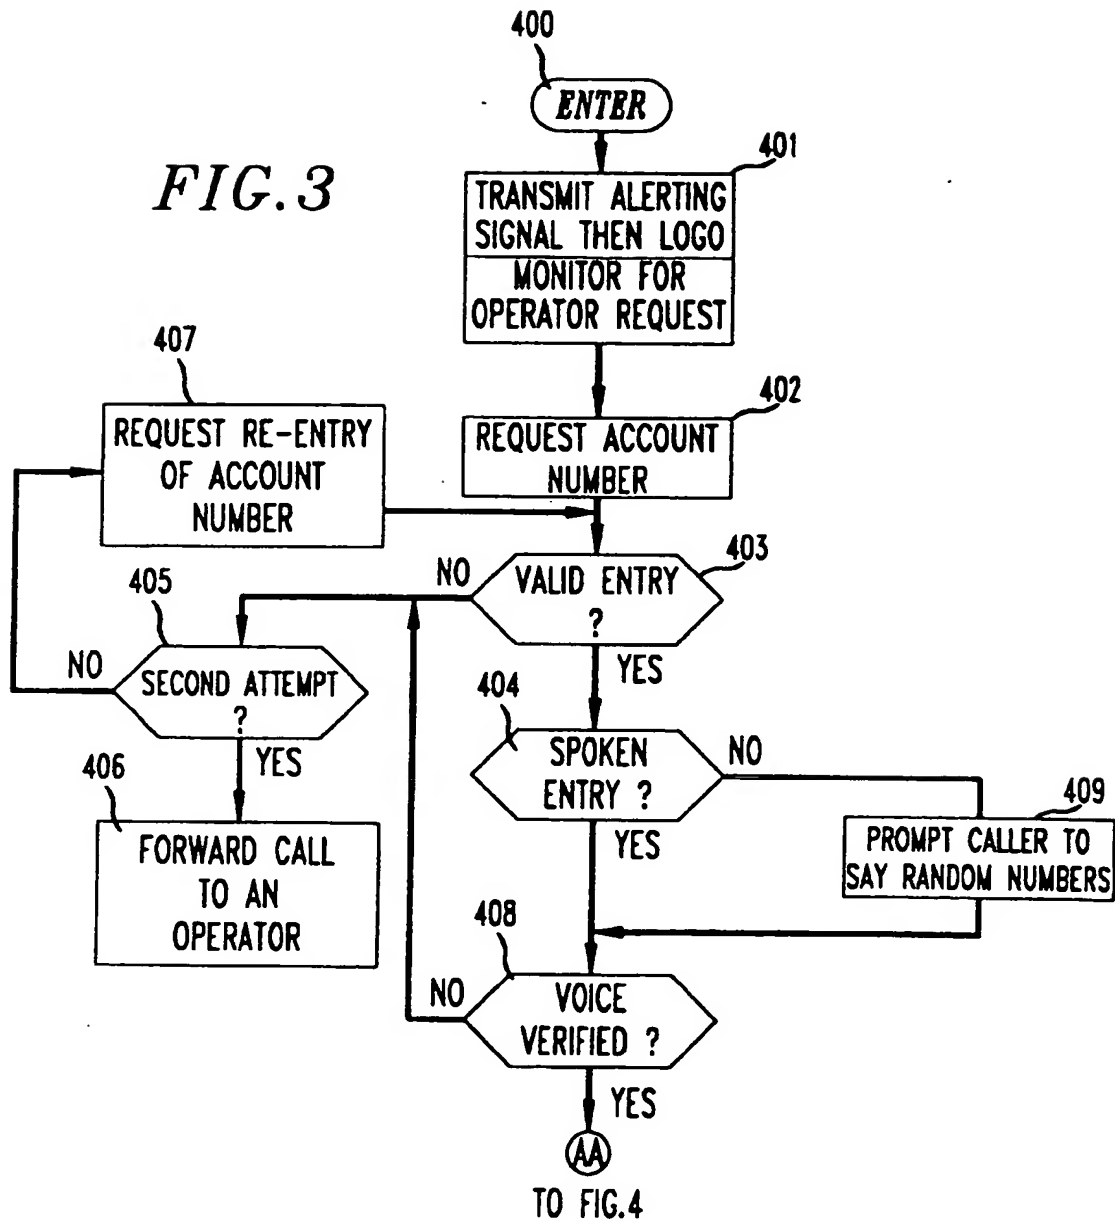 400
ENTER
FIG.3
401
TRANSMIT ALERTING
SIGNAL THEN LOGO
MONITOR FOR
OPERATOR REQUEST
407
REQUEST RE-ENTRY
OF ACCOUNT
NUMBER
402
REQUEST ACCOUNT
NUMBER
403
NO
VALID ENTRY
?
YES
405
NO
SECOND ATTEMPT
?
YES
404
SPOKEN
ENTRY ?
NO
YES
406
FORWARD CALL
TO AN
OPERATOR
409
PROMPT CALLER TO
SAY RANDOM NUMBERS
408
NO
VOICE
VERIFIED ?
YES
AA
TO FIG.4